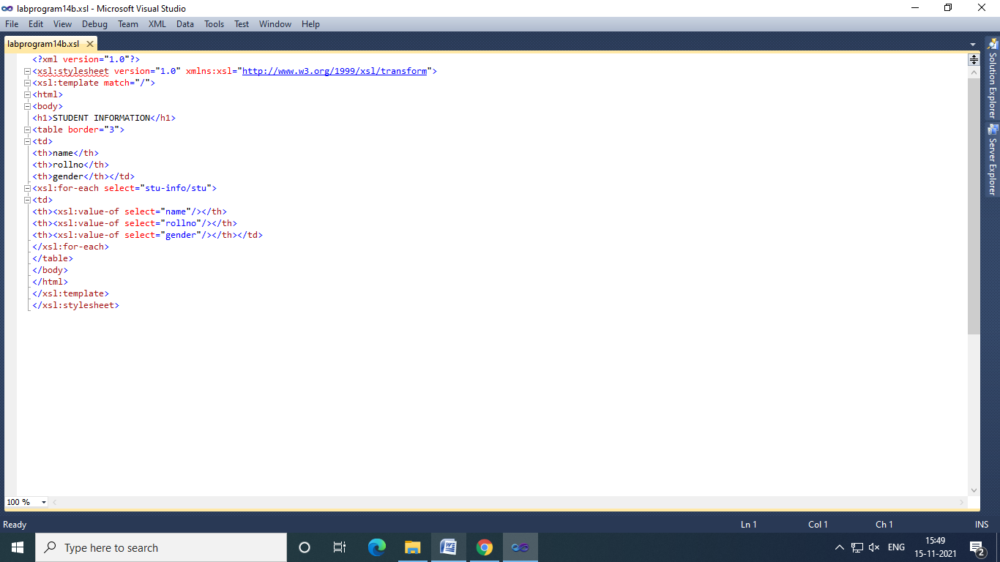 labprogram14b.xsl - Microsoft Visual Studio
File Edit View Debug Team XML Data Tools Test Window Help
labprogram14b.xsl
<?xml version="1.0"?>
<xsl:stylesheet version="1.0" xmlns:xsl="http://www.w3.org/1999/xsl/transform">
<xsl:template match="/">
<html>
<body>
<h1>STUDENT INFORMATION</h1>
<table border="3">
<td>
<th>name</th>
<th>rollno</th>
<th>gender</th></td>
<xsl:for-each select="stu-info/stu">
<td>
<th><xsl:value-of select="name"/></th>
<th><xsl:value-of select="rollno"/></th>
<th><xsl:value-of select="gender"/></th></td>
</xsl:for-each>
</table>
</body>
</html>
</xsl:template>
</xsl:stylesheet>
Solution Explorer
Server Explorer
100 %
Ready Ln 1 Col 1 Ch 1 INS
Type here to search
ENG
15:49
15-11-2021
2